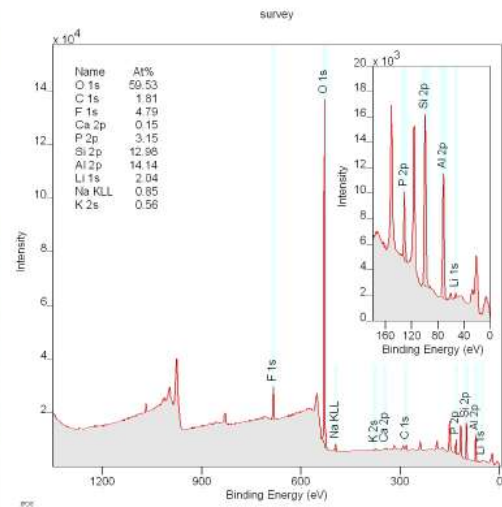 survey
x 10⁴
Name At%
O 1s 59.53
C 1s 1.81
F 1s 4.79
Ca 2p 0.15
P 2p 3.15
Si 2p 12.98
Al 2p 14.14
Li 1s 2.04
Na KLL 0.85
K 2s 0.56
14
12
10
8
6
4
2
Intensity
O 1s
F 1s
Na KLL
K 2s
Ca 2p
C 1s
P 2p
Si 2p
Al 2p
Li 1s
1200
900
600
300
0
Binding Energy (eV)
x 10³
20
18
16
14
12
10
8
6
4
2
0
Intensity
P 2p
Si 2p
Al 2p
Li 1s
160
120
80
40
0
Binding Energy (eV)